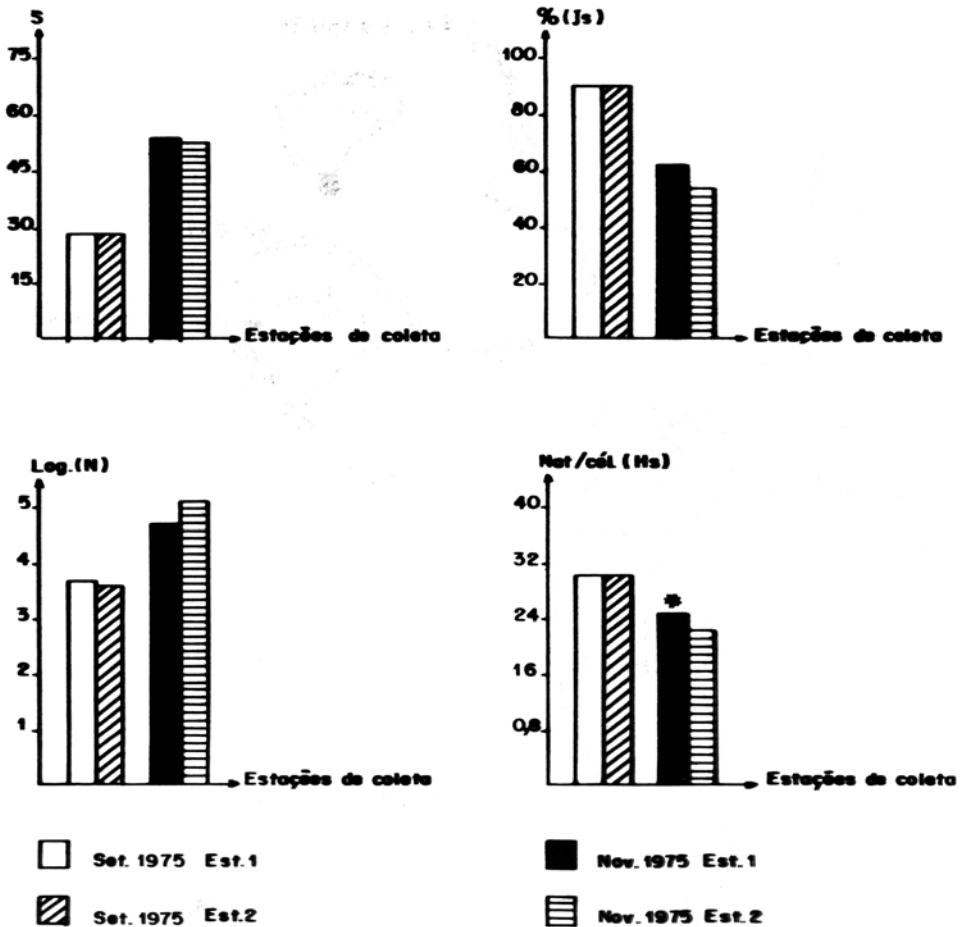 S
75
60
45
30
15
Estações de coleta
% (Js)
100
80
60
40
20
Estações de coleta
Log.(N)
5
4
3
2
1
Estações de coleta
Nat/cél (Hs)
40
32
24
*
16
0,8
Estações de coleta
Set. 1975 Est.1
Set. 1975 Est.2
Nov. 1975 Est.1
Nov. 1975 Est.2